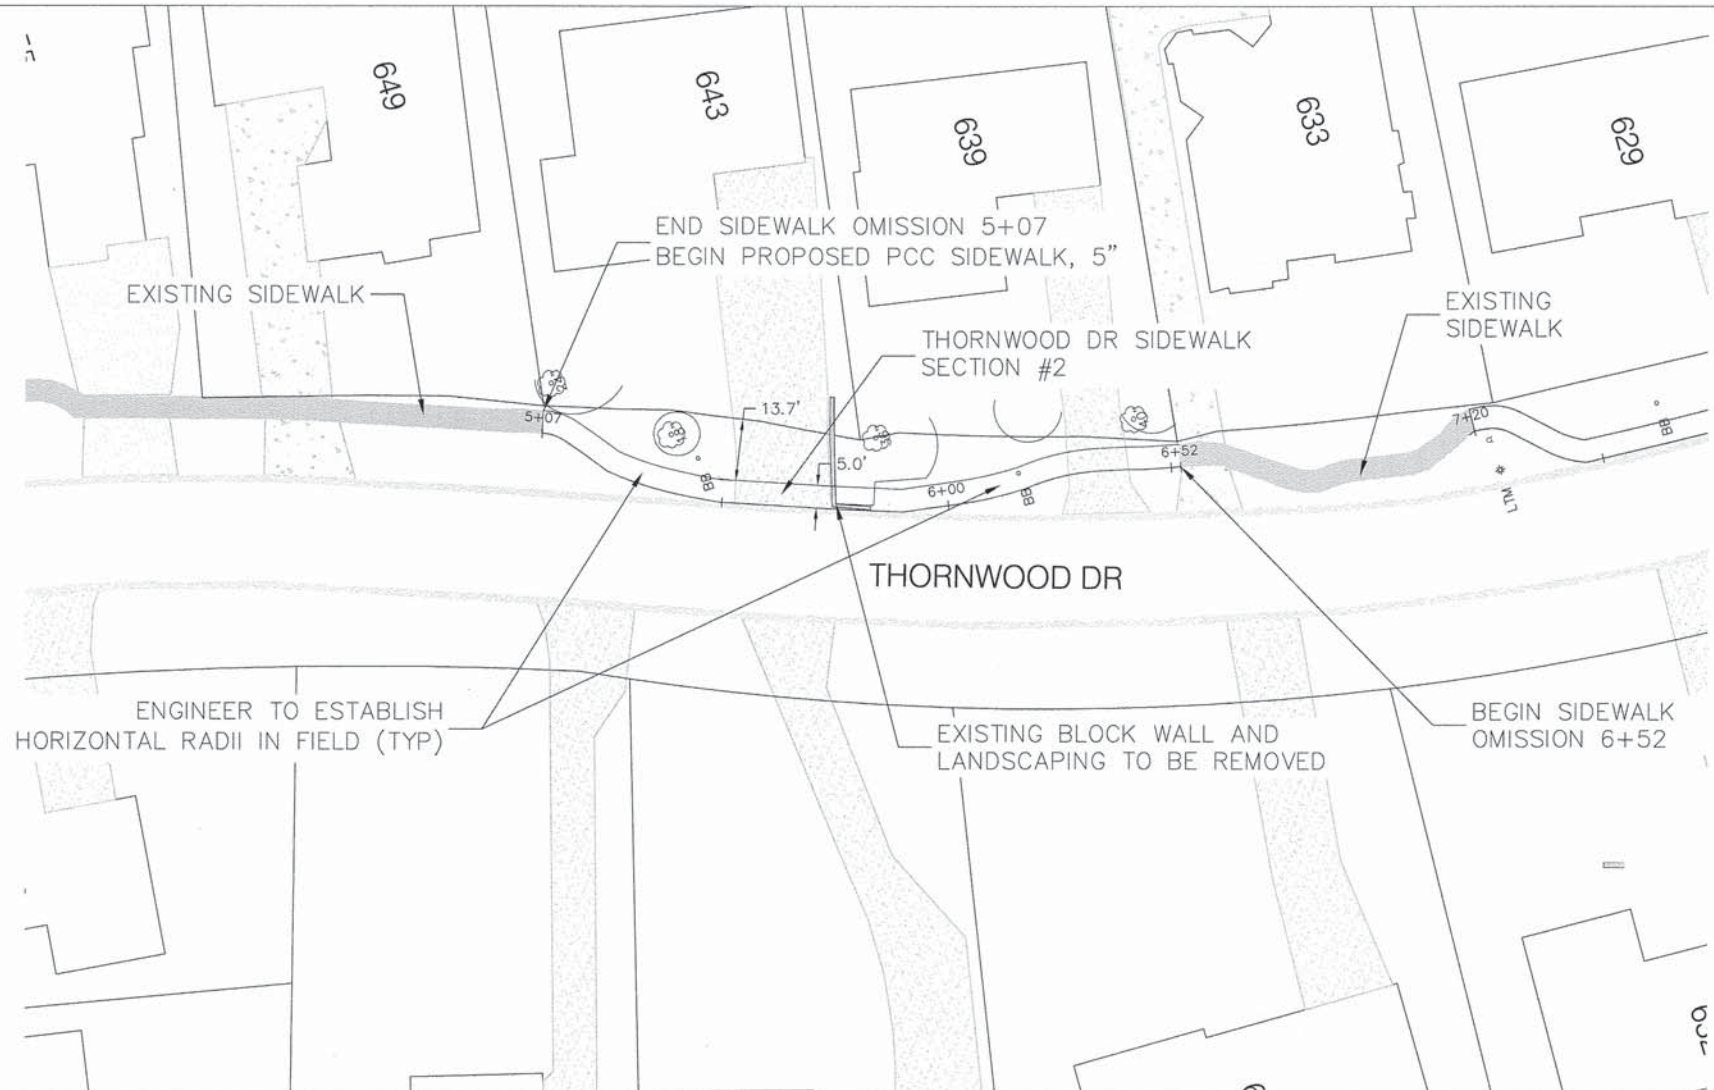 649
643
639
633
629
END SIDEWALK OMISSION 5+07
BEGIN PROPOSED PCC SIDEWALK, 5"
EXISTING SIDEWALK
THORNWOOD DR SIDEWALK
SECTION #2
EXISTING
SIDEWALK
13.7'
5.0'
5+07
6+00
6+52
7+20
BB
BB
BB
LTM
THORNWOOD DR
ENGINEER TO ESTABLISH
HORIZONTAL RADII IN FIELD (TYP)
EXISTING BLOCK WALL AND
LANDSCAPING TO BE REMOVED
BEGIN SIDEWALK
OMISSION 6+52